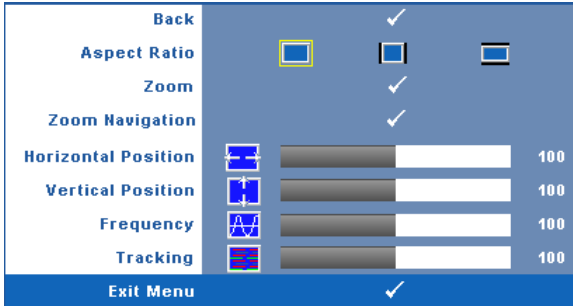 Back
Aspect Ratio
Zoom
Zoom Navigation
Horizontal Position 100
Vertical Position 100
Frequency 100
Tracking 100
Exit Menu